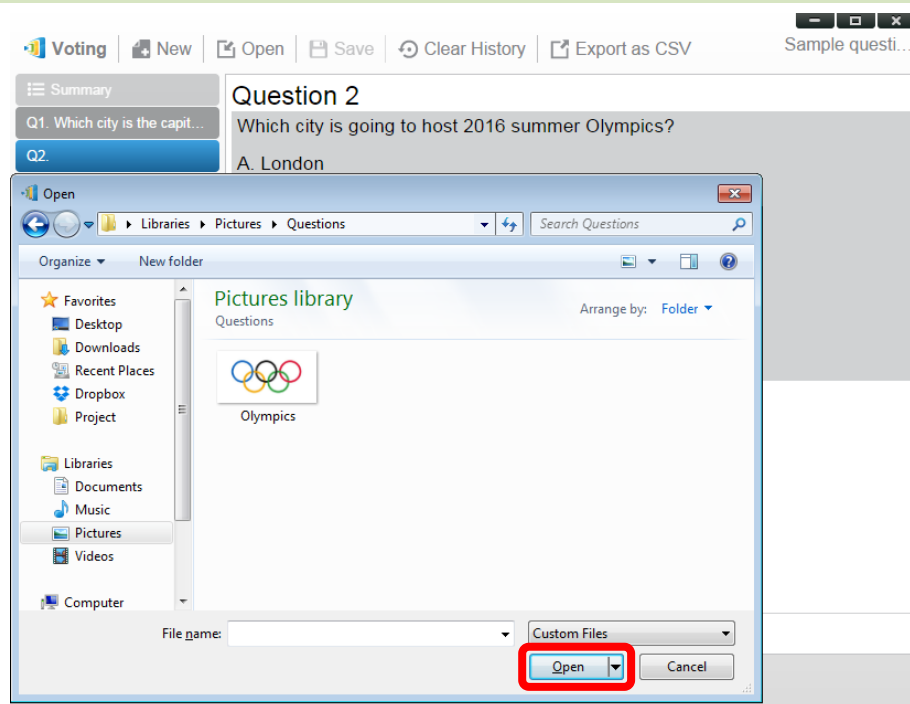 Voting New Open Save Clear History Export as CSV Sample questi...
Summary
Q1. Which city is the capit...
Q2.
Question 2
Which city is going to host 2016 summer Olympics?
A. London
Open
Libraries Pictures Questions Search Questions
Organize New folder
Favorites
Desktop
Downloads
Recent Places
Dropbox
Project
Libraries
Documents
Music
Pictures
Videos
Computer
Pictures library
Questions
Arrange by: Folder
Olympics
File name: Custom Files
Open Cancel